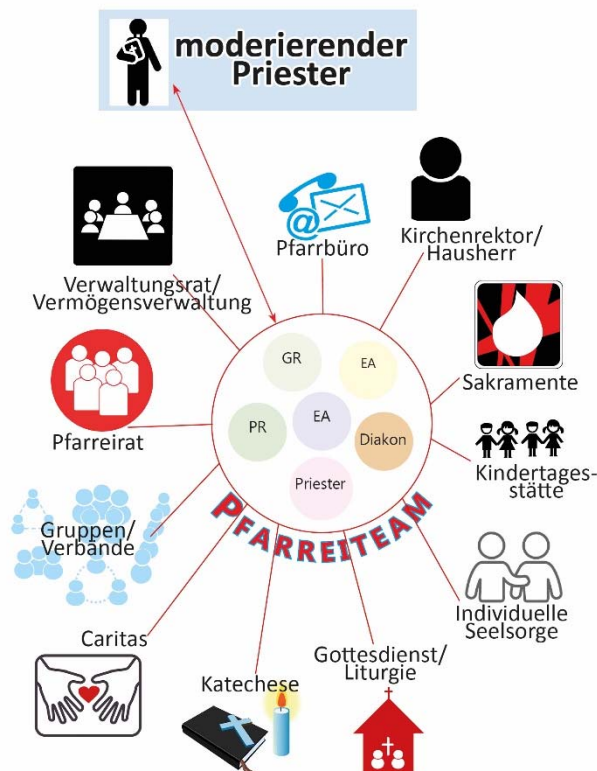 moderierender
Priester
Pfarrbüro
Kirchenrektor/
Hausherr
Verwaltungsrat/
Vermögensverwaltung
Sakramente
Pfarreirat
GR
EA
PR
EA
Diakon
Priester
PFARREITEAM
Kindertages-
stätte
Gruppen/
Verbände
Individuelle
Seelsorge
Caritas
Katechese
Gottesdienst/
Liturgie